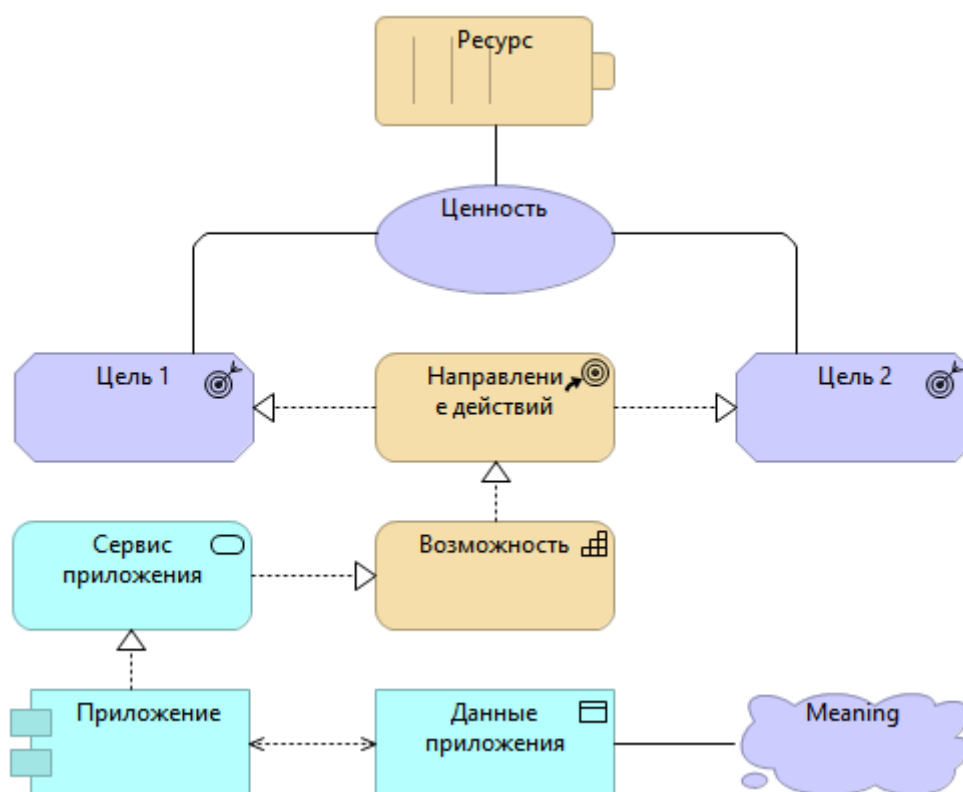 Ресурс
Ценность
Цель 1
Направлени
е действий
Цель 2
Сервис
приложения
Возможность
Приложение
Данные
приложения
Meaning